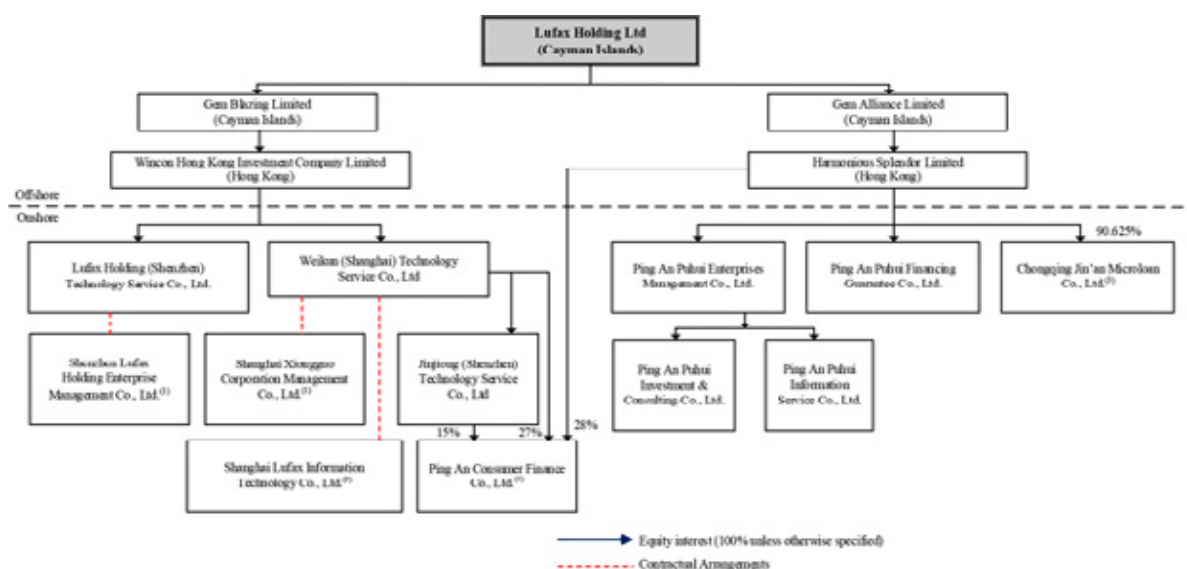 Lufax Holding Ltd
(Cayman Islands)
Gem Blazing Limited
(Cayman Islands)
Gem Alliance Limited
(Cayman Islands)
Wincon Hong Kong Investment Company Limited
(Hong Kong)
Harmonious Splendor Limited
(Hong Kong)
Offshore
Onshore
90.625%
Lufax Holding (Shenzhen)
Technology Service Co., Ltd.
Weikun (Shanghai) Technology
Service Co., Ltd
Ping An Puhui Enterprises
Management Co., Ltd.
Ping An Puhui Financing
Guarantee Co., Ltd.
Chongqing Jin'an Microloan
Co., Ltd.
Shenzhen Lufax
Holding Enterprise
Management Co., Ltd.(1)
Shanghai Xiongguo
Corporation Management
Co., Ltd.
Jinjiong (Shenzhen)
Technology Service
Co., Ltd
Ping An Puhui
Investment &
Consulting Co., Ltd.
Ping An Puhui
Information
Service Co., Ltd.
15%
27%
28%
Shanghai Lufax Information
Technology Co., Ltd.
Ping An Consumer Finance
Co., Ltd.
Equity interest (100% unless otherwise specified)
Contractual Arrangements